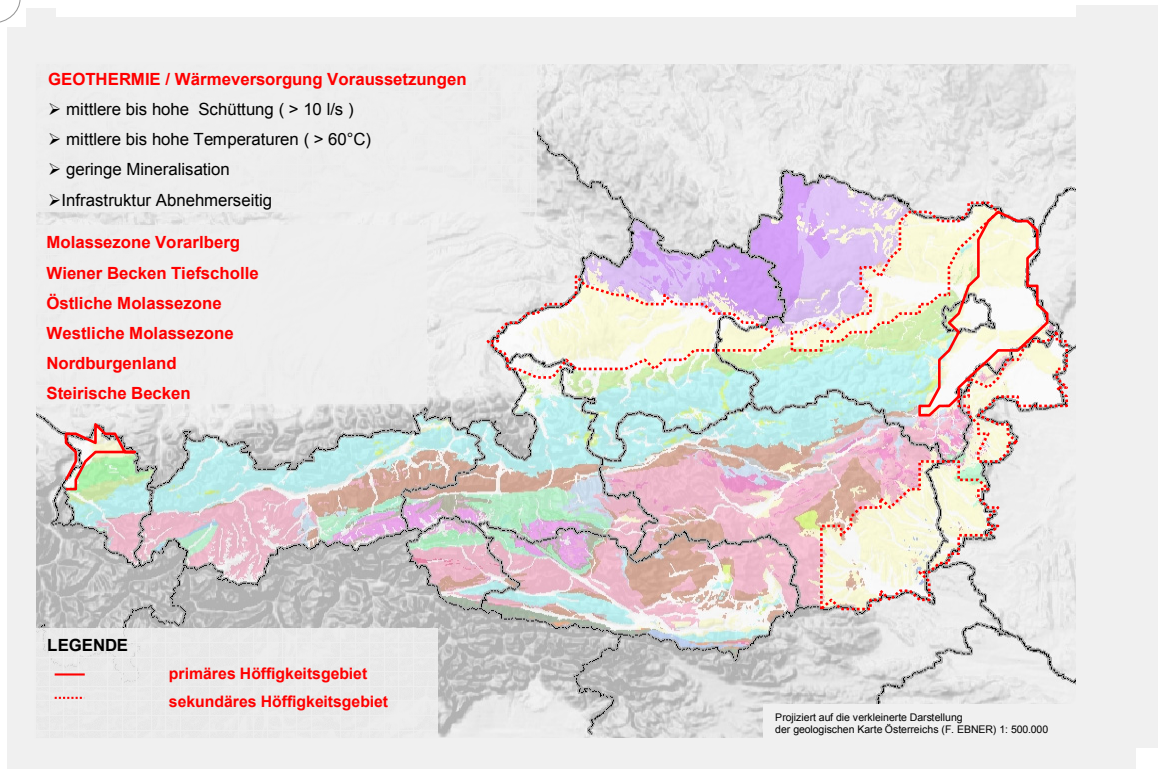 GEOTHERMIE / Wärmeversorgung Voraussetzungen
➢ mittlere bis hohe Schüttung ( > 10 l/s )
➢ mittlere bis hohe Temperaturen ( > 60°C)
➢ geringe Mineralisation
➢Infrastruktur Abnehmerseitig
Molassezone Vorarlberg
Wiener Becken Tiefscholle
Östliche Molassezone
Westliche Molassezone
Nordburgenland
Steirische Becken
LEGENDE
primäres Höffigkeitsgebiet
sekundäres Höffigkeitsgebiet
Projiziert auf die verkleinerte Darstellung
der geologischen Karte Österreichs (F. EBNER) 1: 500.000